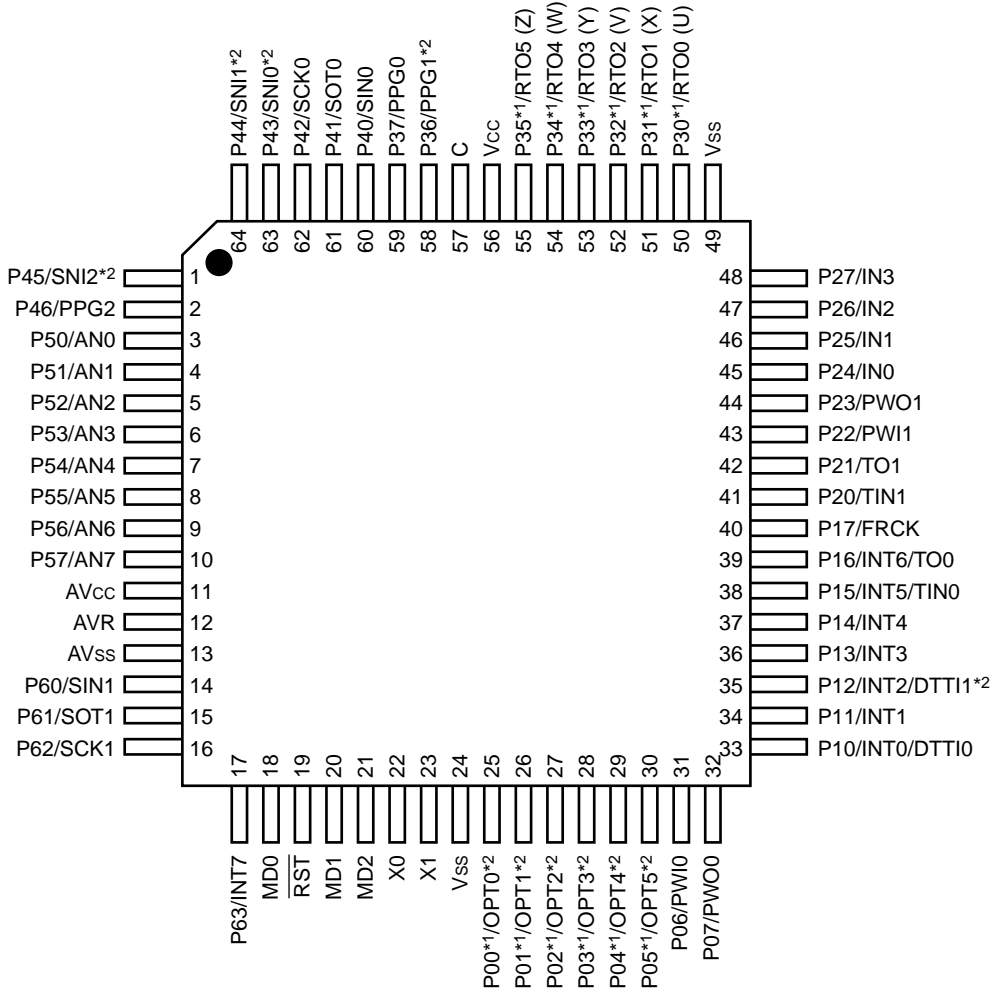 P44/SNI1*2
P43/SNI0*2
P42/SCK0
P41/SOT0
P40/SIN0
P37/PPG0
P36/PPG1*2
C
Vcc
P35*1/RTO5 (Z)
P34*1/RTO4 (W)
P33*1/RTO3 (Y)
P32*1/RTO2 (V)
P31*1/RTO1 (X)
P30*1/RTO0 (U)
Vss
64
63
62
61
60
59
58
57
56
55
54
53
52
51
50
49
P45/SNI2*2 1
P46/PPG2 2
P50/AN0 3
P51/AN1 4
P52/AN2 5
P53/AN3 6
P54/AN4 7
P55/AN5 8
P56/AN6 9
P57/AN7 10
AVcc 11
AVR 12
AVss 13
P60/SIN1 14
P61/SOT1 15
P62/SCK1 16
48 P27/IN3
47 P26/IN2
46 P25/IN1
45 P24/IN0
44 P23/PWO1
43 P22/PWI1
42 P21/TO1
41 P20/TIN1
40 P17/FRCK
39 P16/INT6/TO0
38 P15/INT5/TIN0
37 P14/INT4
36 P13/INT3
35 P12/INT2/DTTI1*2
34 P11/INT1
33 P10/INT0/DTTI0
17
18
19
20
21
22
23
24
25
26
27
28
29
30
31
32
P63/INT7
MD0
RST
MD1
MD2
X0
X1
Vss
P00*1/OPT0*2
P01*1/OPT1*2
P02*1/OPT2*2
P03*1/OPT3*2
P04*1/OPT4*2
P05*1/OPT5*2
P06/PWI0
P07/PWO0